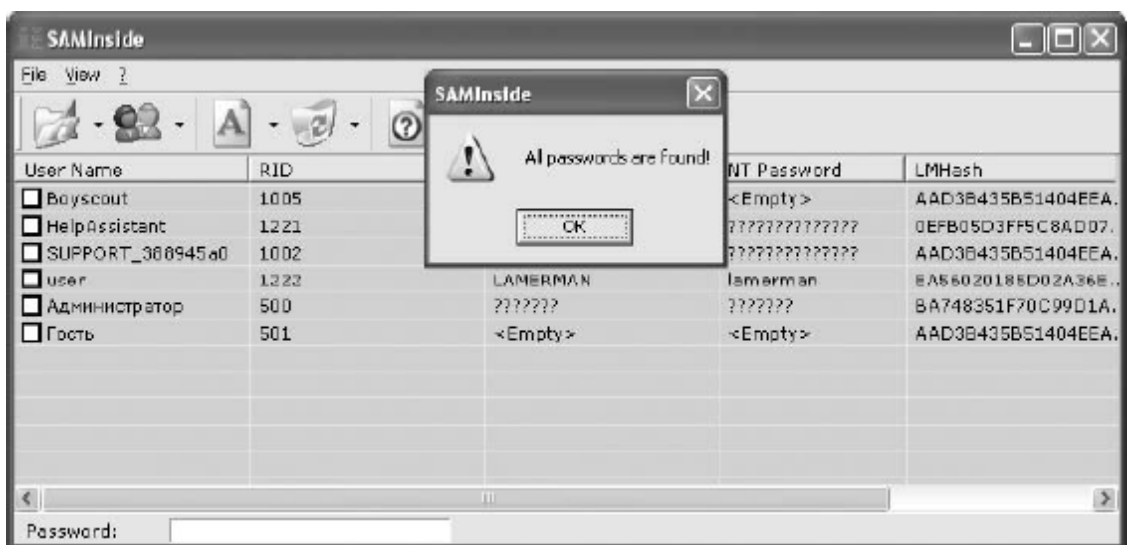 SAMInside
File View ?
SAMInside
All passwords are found!
OK
User Name RID NT Password LMHash
Boyscout 1005 <Empty> AAD3B435B51404EEA.
HelpAssistant 1221 ?????????????? 0EFB05D3FF5C8AD07.
SUPPORT_388945a0 1002 ?????????????? AAD3B435B51404EEA.
user 1222 LAMERMAN lamerman EA56020185D02A36E..
Администратор 500 ??????? ??????? BA748351F70C99D1A.
Гость 501 <Empty> <Empty> AAD3B435B51404EEA.
Password: